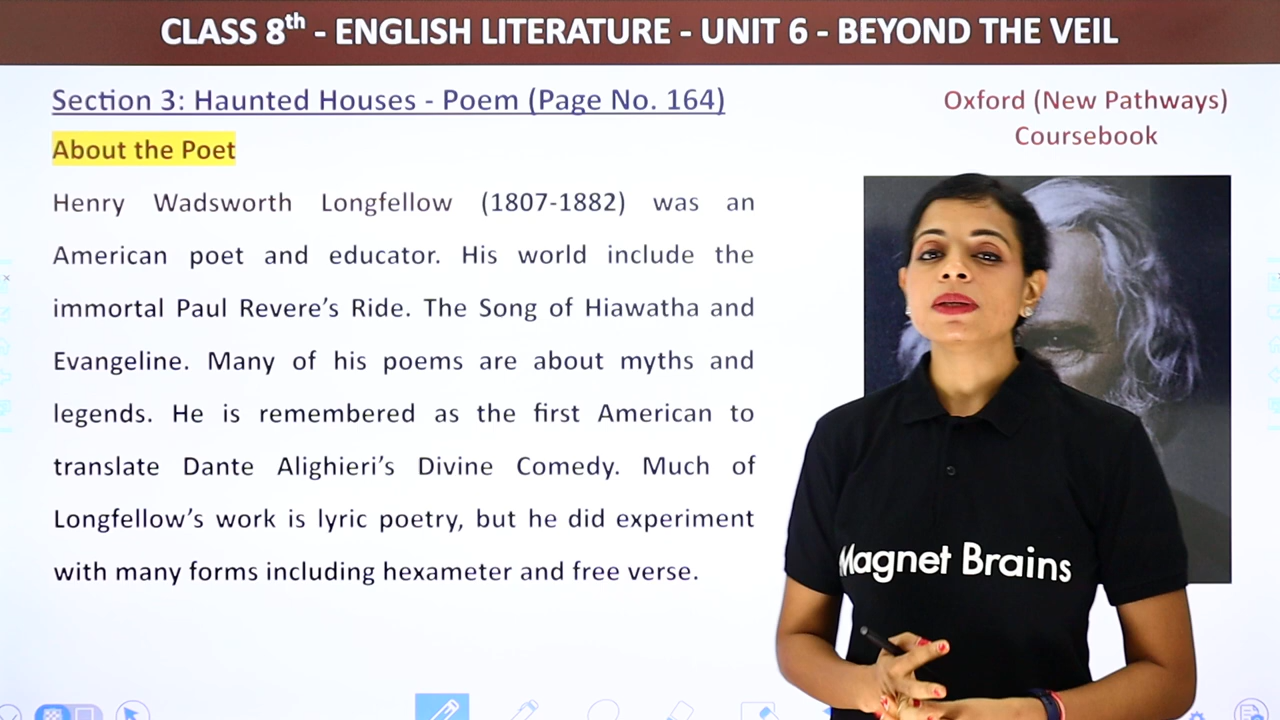 CLASS 8th - ENGLISH LITERATURE - UNIT 6 - BEYOND THE VEIL
Section 3: Haunted Houses - Poem (Page No. 164)
Oxford (New Pathways)
Coursebook
About the Poet
Henry Wadsworth Longfellow (1807-1882) was an
American poet and educator. His world include the
immortal Paul Revere’s Ride. The Song of Hiawatha and
Evangeline. Many of his poems are about myths and
legends. He is remembered as the first American to
translate Dante Alighieri’s Divine Comedy. Much of
Longfellow’s work is lyric poetry, but he did experiment
with many forms including hexameter and free verse.
Magnet Brains